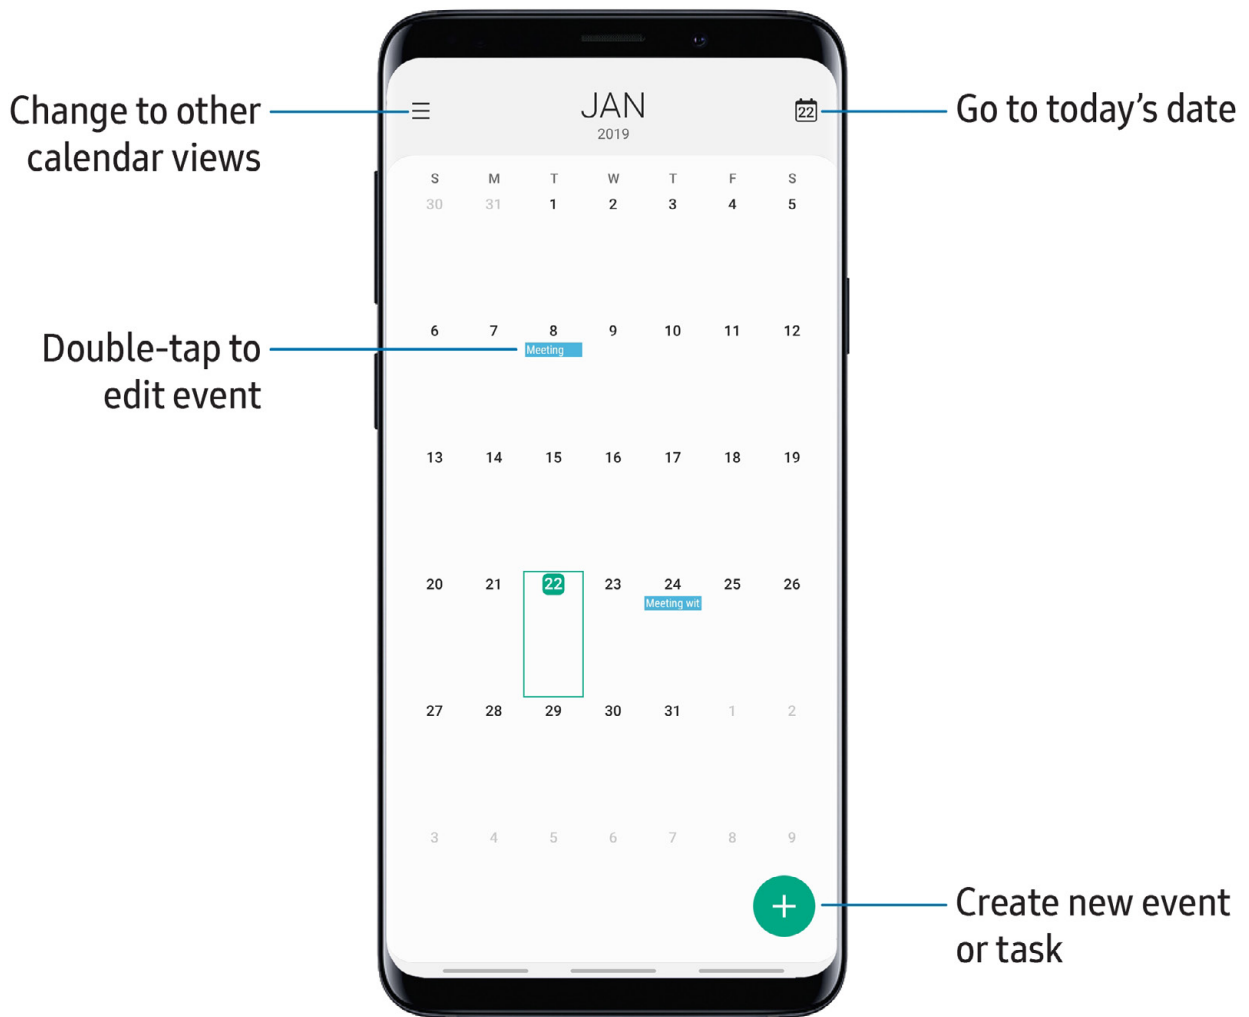 Change to other
calendar views
JAN
2019
22
Go to today's date
S M T W T F S
30 31 1 2 3 4 5
6 7 8 9 10 11 12
Meeting
Double-tap to
edit event
13 14 15 16 17 18 19
20 21 22 23 24 25 26
Meeting wit
27 28 29 30 31 1 2
3 4 5 6 7 8 9
Create new event
or task